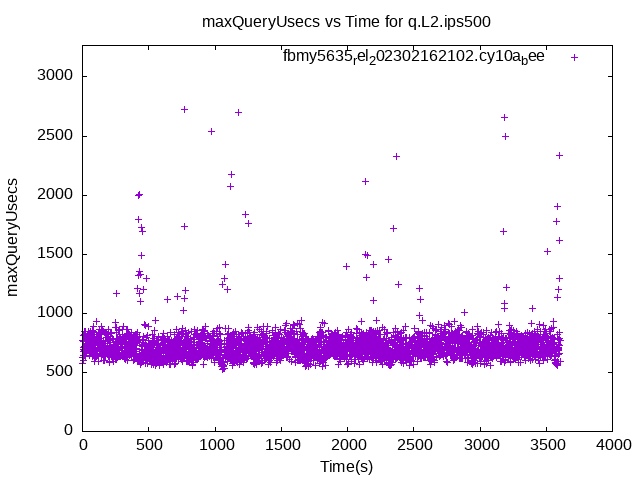 maxQueryUsecs vs Time for q.L2.ips500
fbmy5635rel202302162102.cy10abee
3000
2500
2000
1500
1000
500
0
maxQueryUsecs
0 500 1000 1500 2000 2500 3000 3500 4000
Time(s)